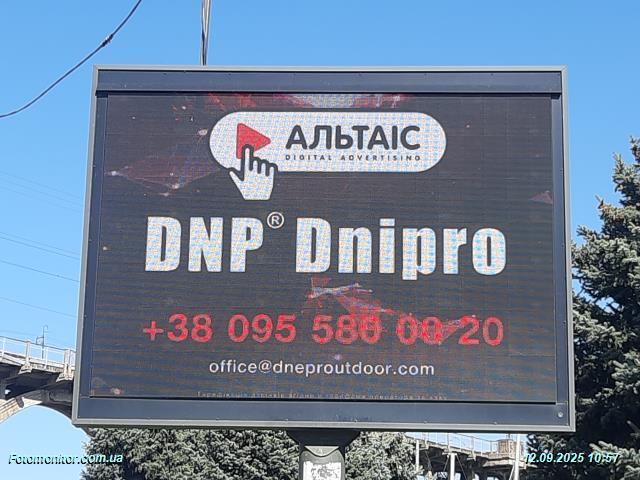 АЛЬТАІС
DIGITAL ADVERTISING
DNP® Dnipro
+38 095 580 00 20
office@dneproutdoor.com
Fotomonitor.com.ua
12.09.2025 10:57